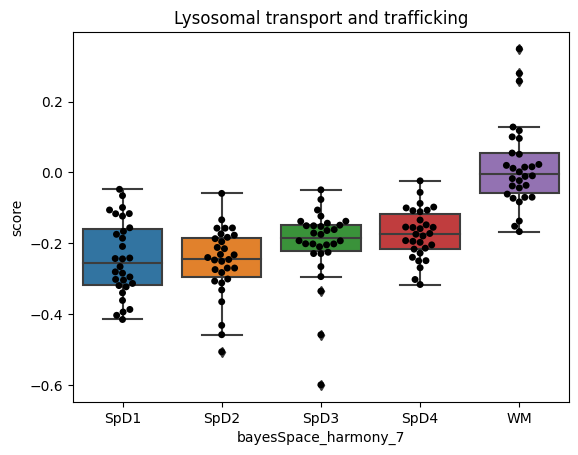 Lysosomal transport and trafficking
score
0.2
0.0
−0.2
−0.4
−0.6
SpD1 SpD2 SpD3 SpD4 WM
bayesSpace_harmony_7